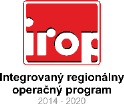 irop
Integrovaný regionálny
operačný program
2014 - 2020